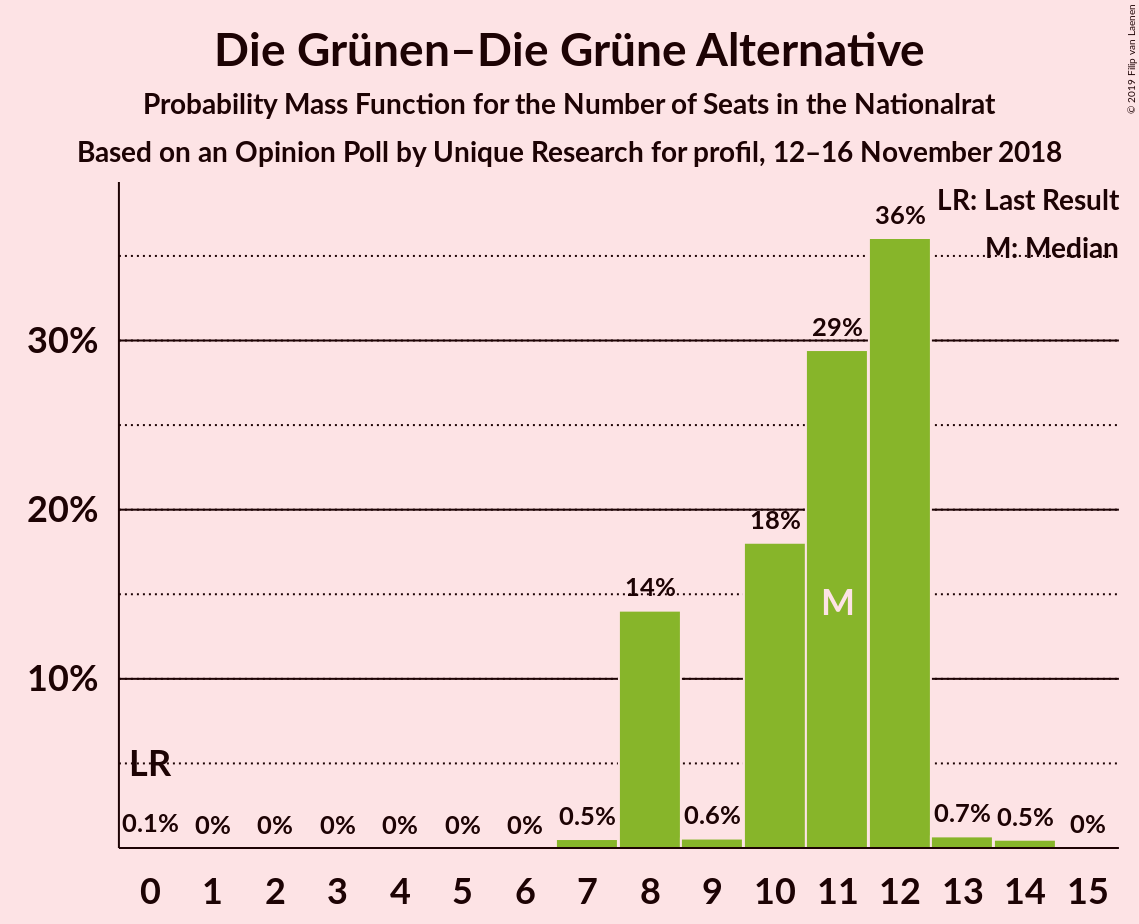 Die Grünen–Die Grüne Alternative
Probability Mass Function for the Number of Seats in the Nationalrat
Based on an Opinion Poll by Unique Research for profil, 12–16 November 2018
© 2019 Filip van Laenen
LR: Last Result
M: Median
36%
29%
30%
20%
18%
14%
M
10%
LR
0.1% 0% 0% 0% 0% 0% 0% 0.5% 0.6% 0.7% 0.5% 0%
0 1 2 3 4 5 6 7 8 9 10 11 12 13 14 15